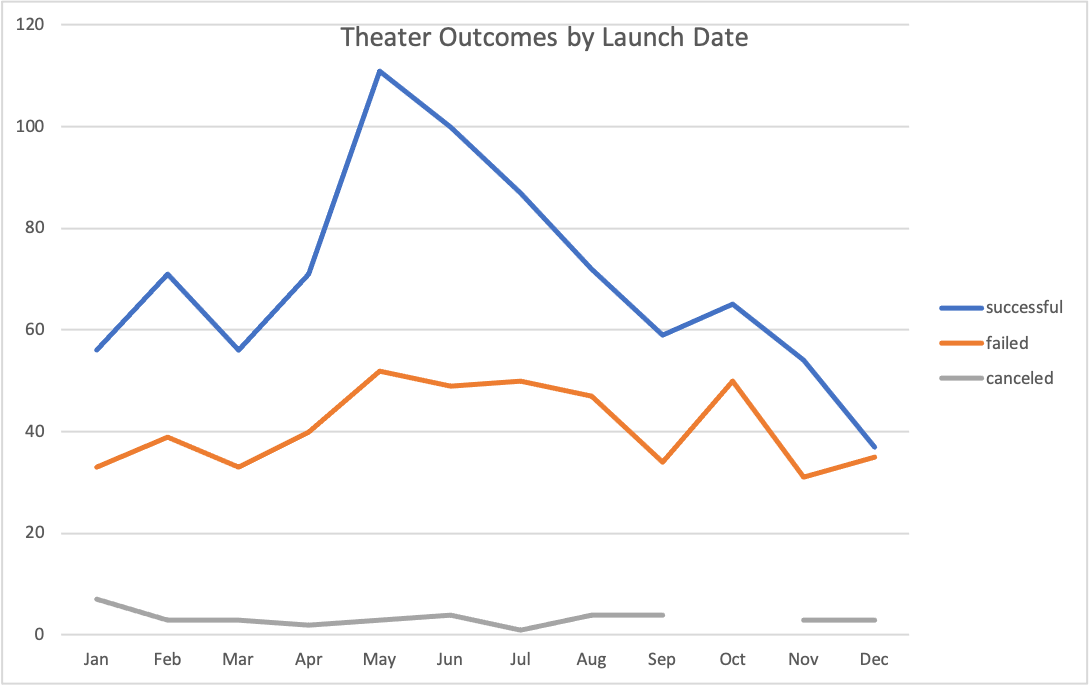 Theater Outcomes by Launch Date
120
100
80
60
40
20
0
Jan Feb Mar Apr May Jun Jul Aug Sep Oct Nov Dec
successful
failed
canceled